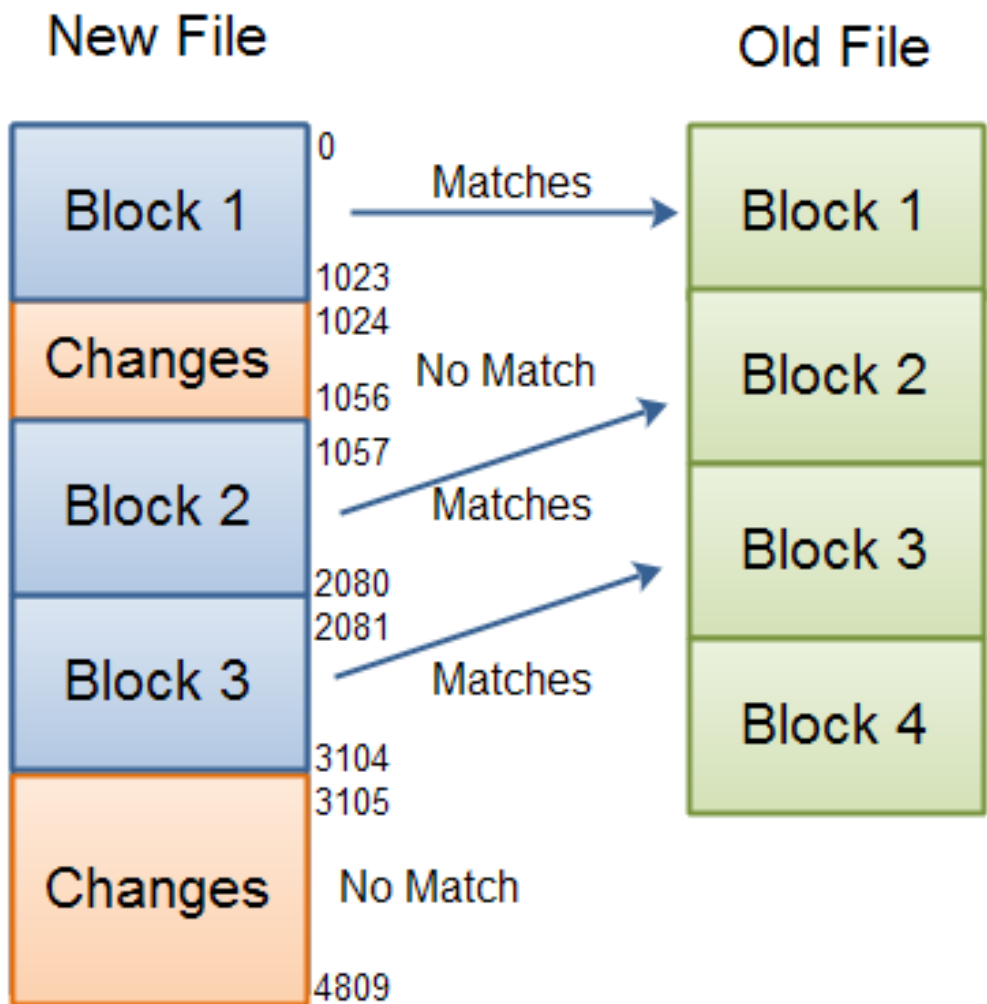 New File
Old File
Block 1
0
1023
Matches
Block 1
Changes
1024
1056
No Match
Block 2
Block 2
1057
2080
Matches
Block 3
Block 3
2081
3104
Matches
Block 4
Changes
3105
4809
No Match